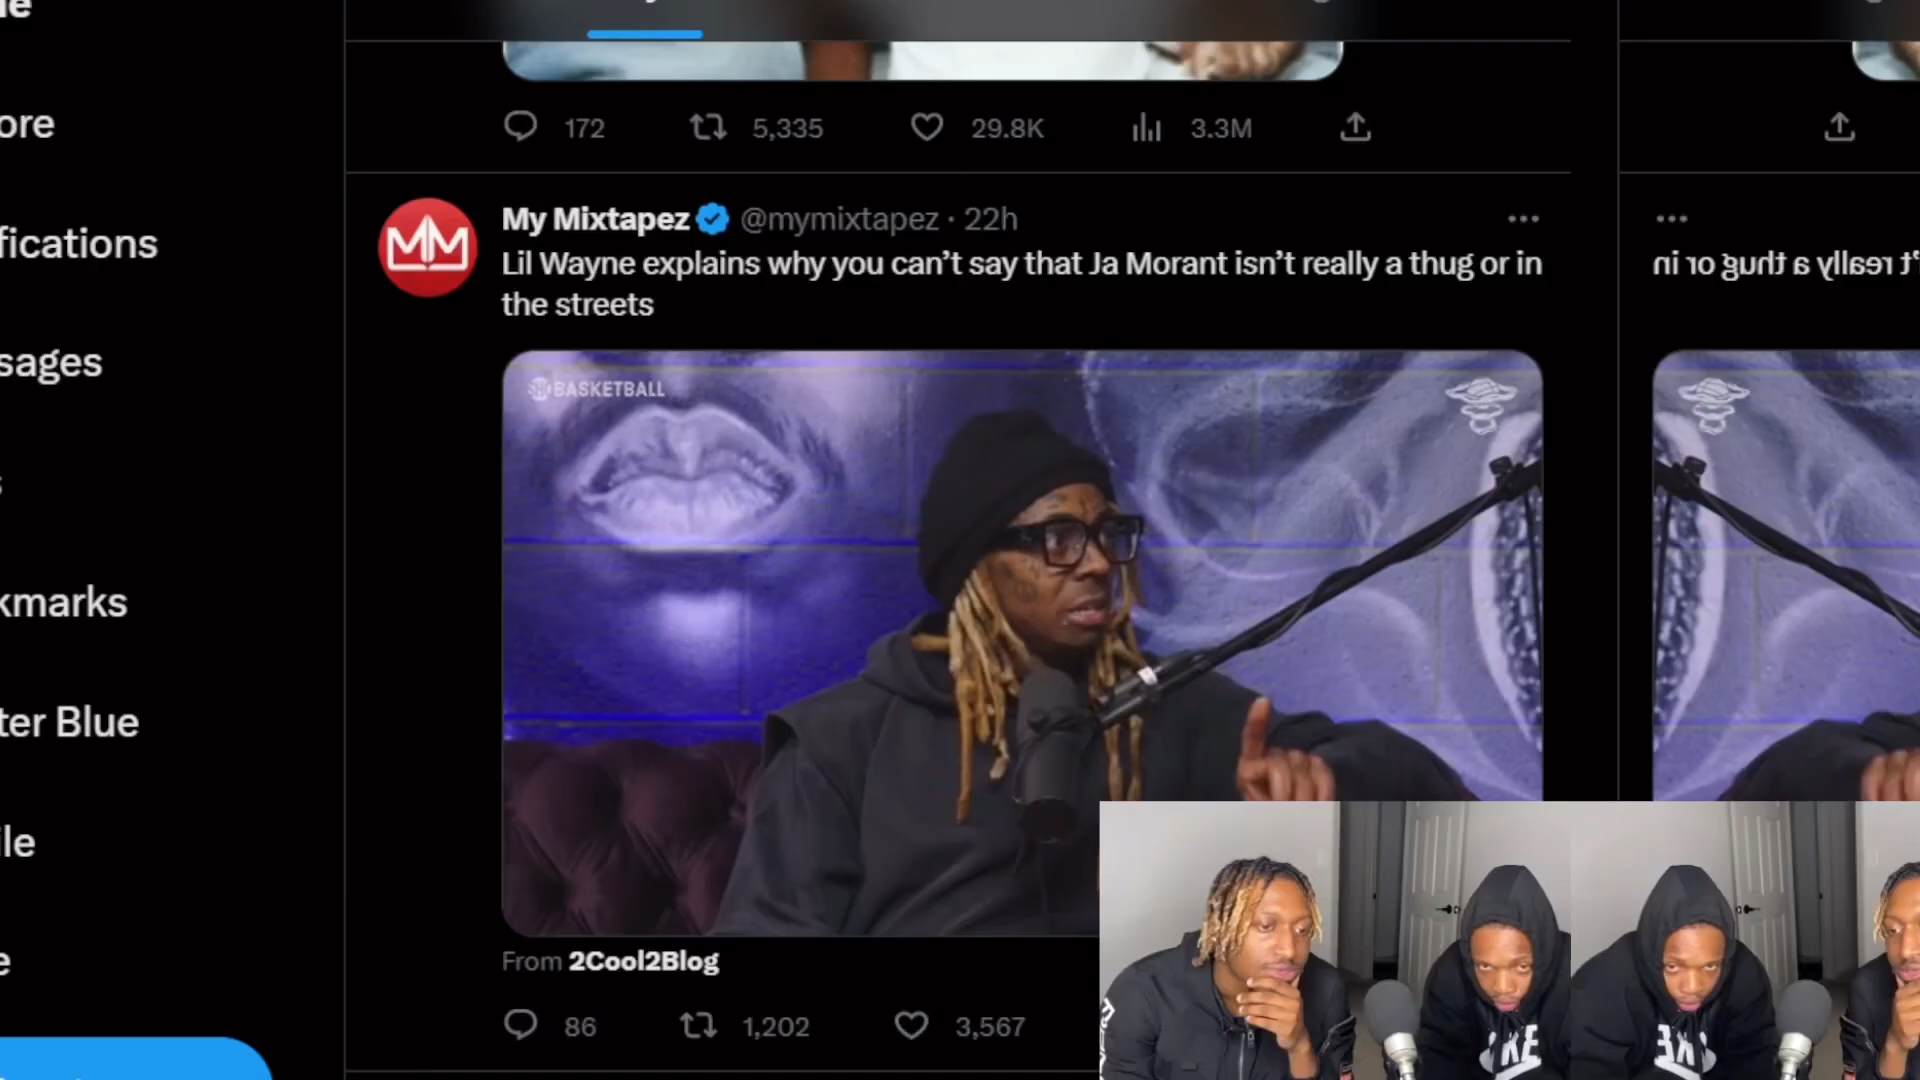 ore
fications
sages
kmarks
ter Blue
ile
172 5,335 29.8K 3.3M
My Mixtapez @mymixtapez · 22h
Lil Wayne explains why you can't say that Ja Morant isn't really a thug or in
the streets
BASKETBALL
From 2Cool2Blog
86 1,202 3,567